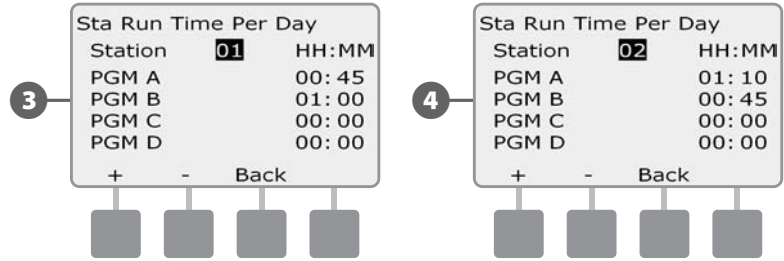 3
Sta Run Time Per Day
Station 01 HH:MM
PGM A 00:45
PGM B 01:00
PGM C 00:00
PGM D 00:00
+ - Back
4
Sta Run Time Per Day
Station 02 HH:MM
PGM A 01:10
PGM B 00:45
PGM C 00:00
PGM D 00:00
+ - Back